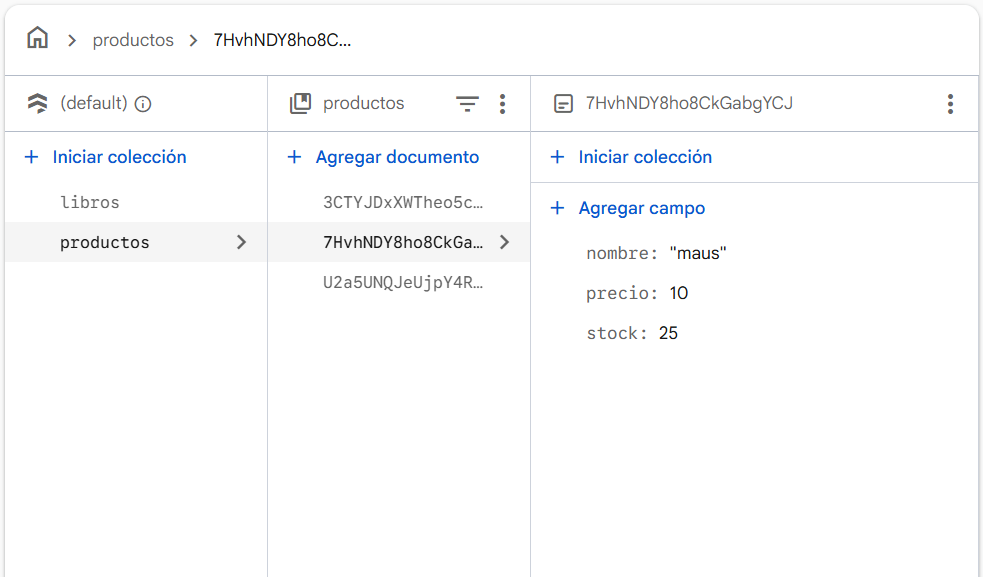 productos
7HvhNDY8ho8C...
(default)
productos
7HvhNDY8ho8CkGabgYCJ
+ Iniciar colección
+ Agregar documento
+ Iniciar colección
libros
productos
3CTYJDxXWTheo5c…
7HvhNDY8ho8CkGa…
U2a5UNQJeUjpY4R…
+ Agregar campo
nombre: "maus"
precio: 10
stock: 25